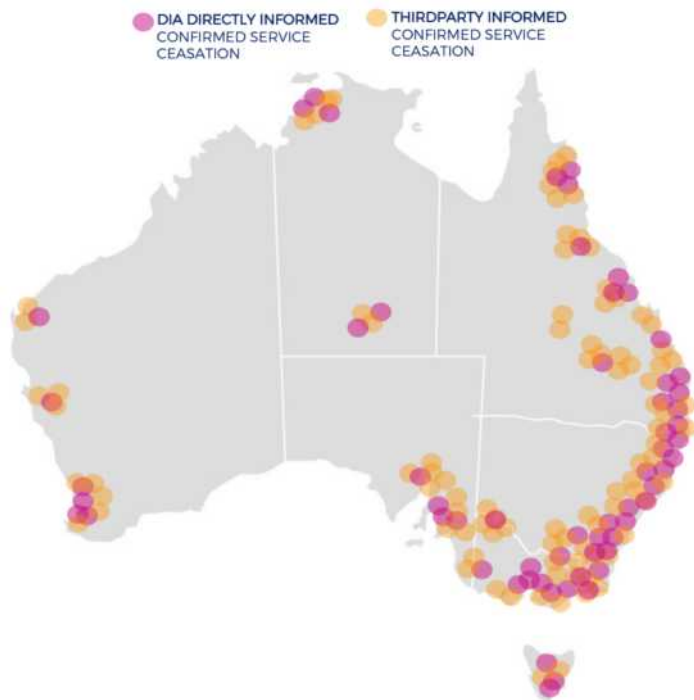 DIA DIRECTLY INFORMED
CONFIRMED SERVICE
CEASATION
THIRDPARTY INFORMED
CONFIRMED SERVICE
CEASATION